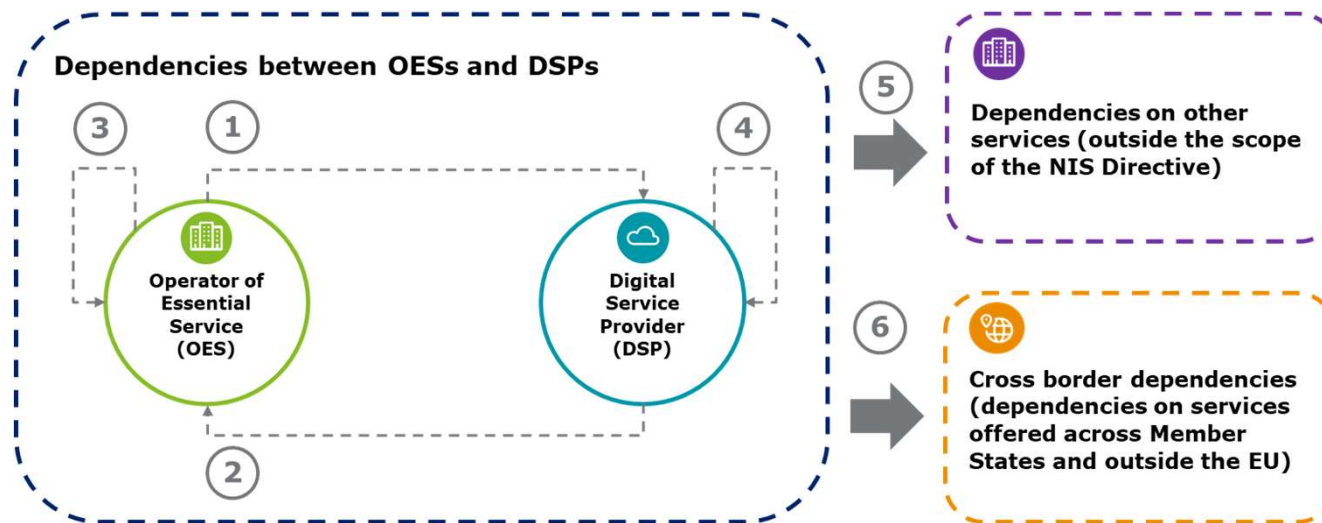 Dependencies between OESs and DSPs
3
1
4
Operator of
Essential
Service
(OES)
Digital
Service
Provider
(DSP)
2
5
Dependencies on other
services (outside the scope
of the NIS Directive)
6
Cross border dependencies
(dependencies on services
offered across Member
States and outside the EU)